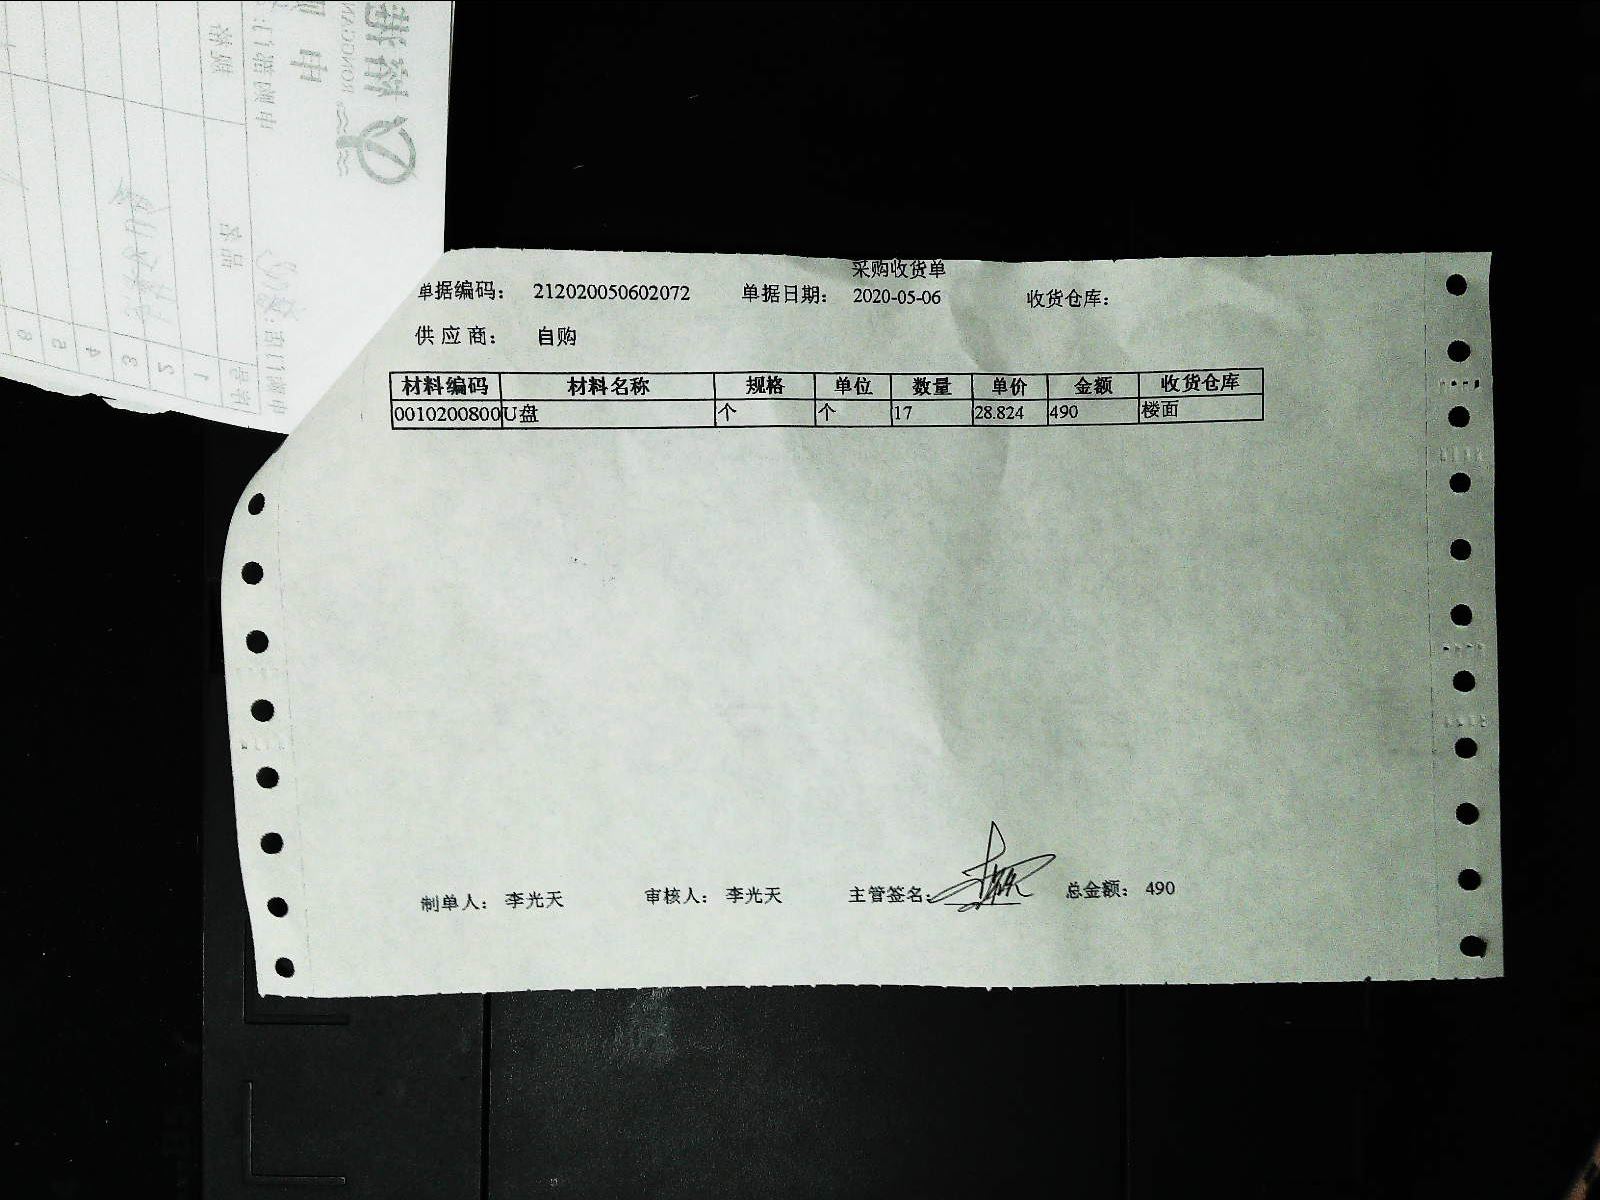 采购收货单
单据编码： 212020050602072 单据日期： 2020-05-06 收货仓库：
供应商： 自购
材料编码 材料名称 规格 单位 数量 单价 金额 收货仓库
0010200800 U盘 个 个 17 28.824 490 楼面
制单人： 李光天 审核人： 李光天 主管签名： 总金额： 490